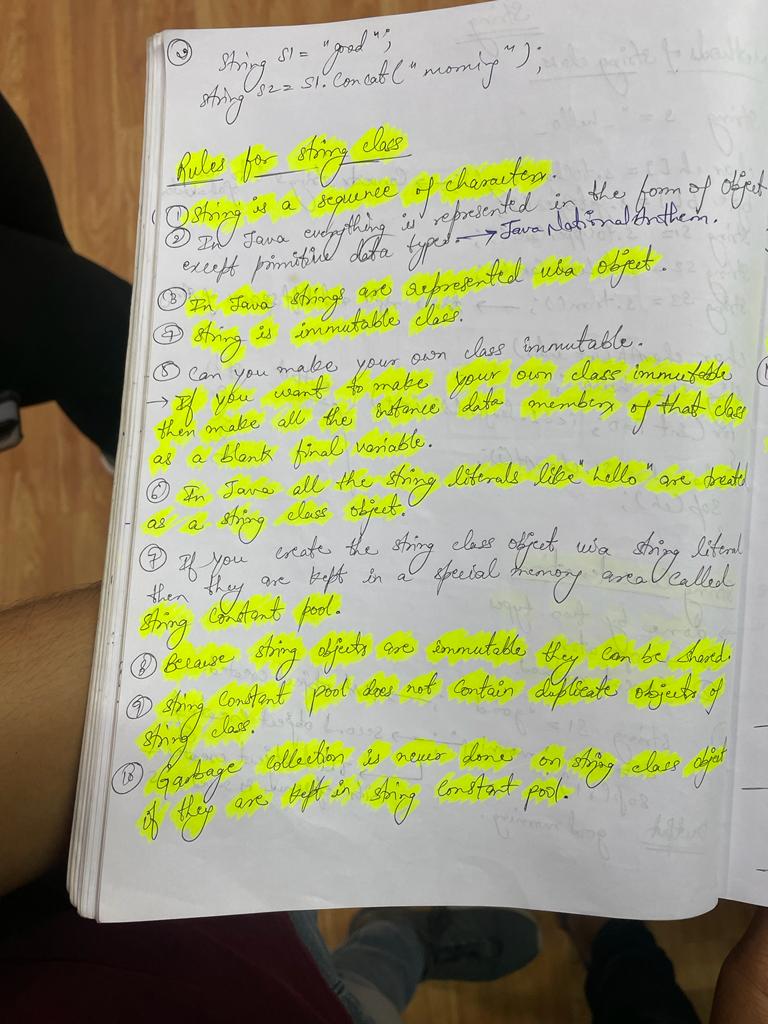 ② String s1 = "good";
string s2 = s1.concat("morning");
Rules for string class
① String is a sequence of characters.
② In Java everything is represented in the form of Object
except primitive data types. → Java National Anthem.
③ In Java strings are represented via object.
④ string is immutable class.
⑤ Can you make your own class immutable.
→ If you want to make your own class immutable
then make all the instance data members of that class
as a blank final variable.
⑥ In Java all the string literals like "hello" are treated
as a string class object.
⑦ If you create the string class object via string literal
then they are kept in a special memory area called
string constant pool.
⑧ Because string objects are immutable they can be shared.
⑨ string constant pool does not contain duplicate objects of
string class.
⑩ Garbage collection is never done on string class object
if they are kept in string constant pool.